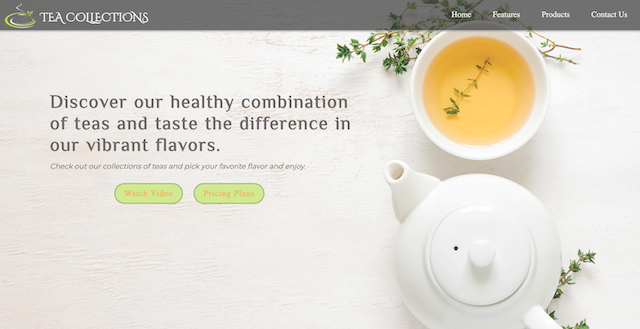 TEA COLLECTIONS
Home Features Products Contact Us
Discover our healthy combination
of teas and taste the difference in
our vibrant flavors.
Check out our collections of teas and pick your favorite flavor and enjoy.
Watch Video Pricing Plans